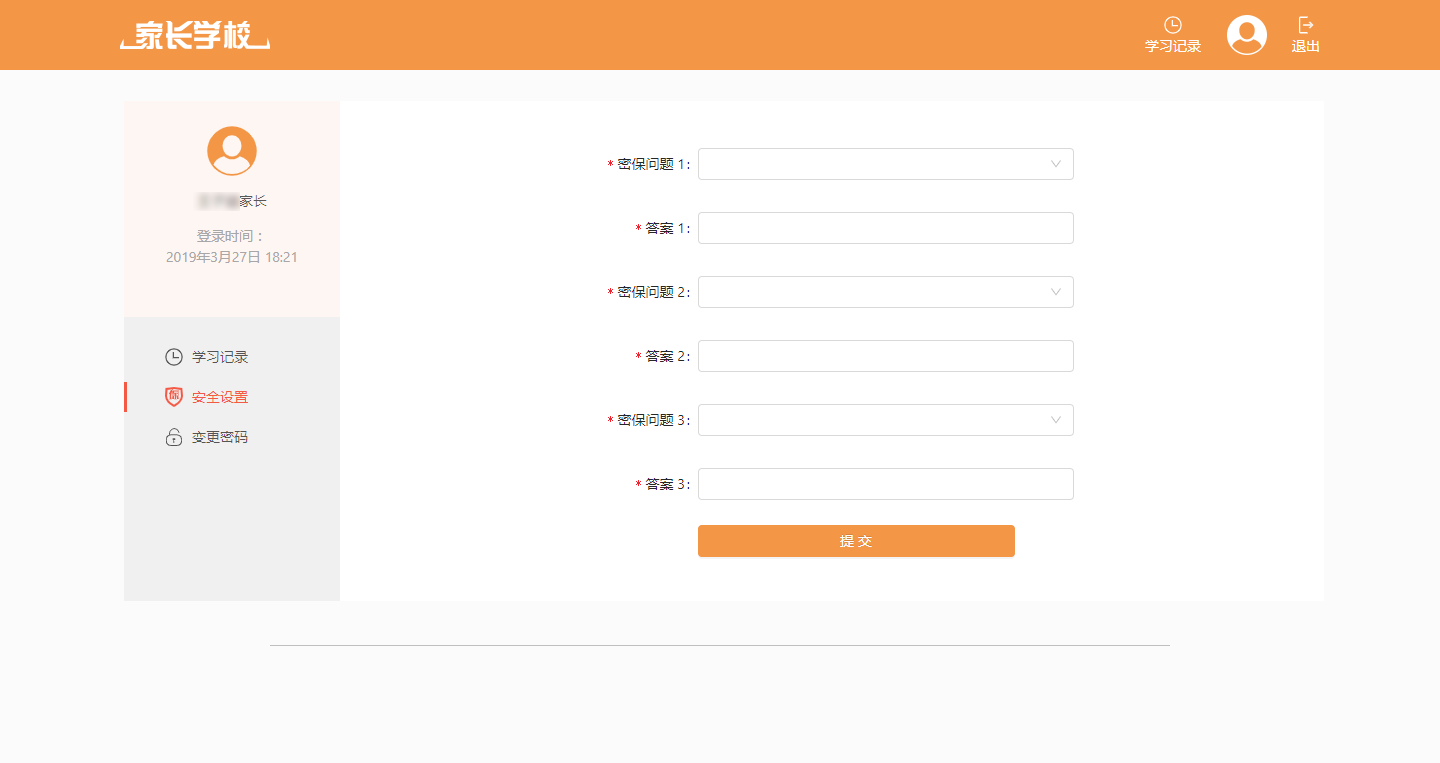 家长学校
学习记录
退出
家长
登录时间：
2019年3月27日 18:21
学习记录
安全设置
变更密码
* 密保问题 1:
* 答案 1:
* 密保问题 2:
* 答案 2:
* 密保问题 3:
* 答案 3:
提 交